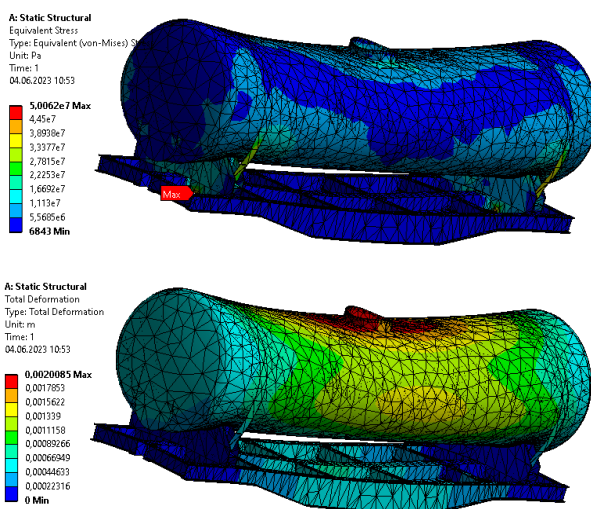 A: Static Structural
Equivalent Stress
Type: Equivalent (von-Mises) St
Unit: Pa
Time: 1
04.06.2023 10:53
5,0062e7 Max
4,45e7
3,8938e7
3,3377e7
2,7815e7
2,2253e7
1,6692e7
1,113e7
5,5685e6
6843 Min
Max
A: Static Structural
Total Deformation
Type: Total Deformation
Unit: m
Time: 1
04.06.2023 10:53
0,0020085 Max
0,0017853
0,0015622
0,001339
0,0011158
0,00089266
0,00066949
0,00044633
0,00022316
0 Min